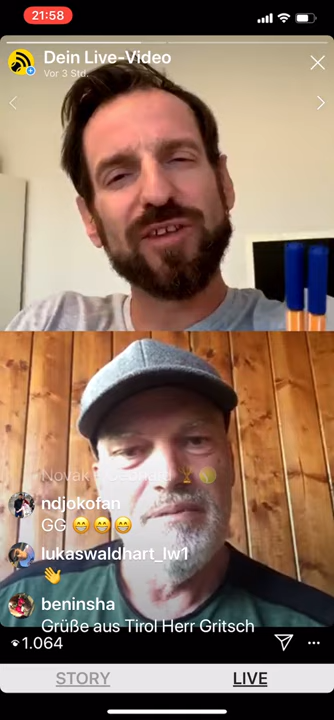 21:58
Dein Live-Video
Vor 3 Std.
ndjokofan
GG 😁😁😁
lukaswaldhart_lw1
👋
beninsha
Grüße aus Tirol Herr Gritsch
1.064
STORY
LIVE